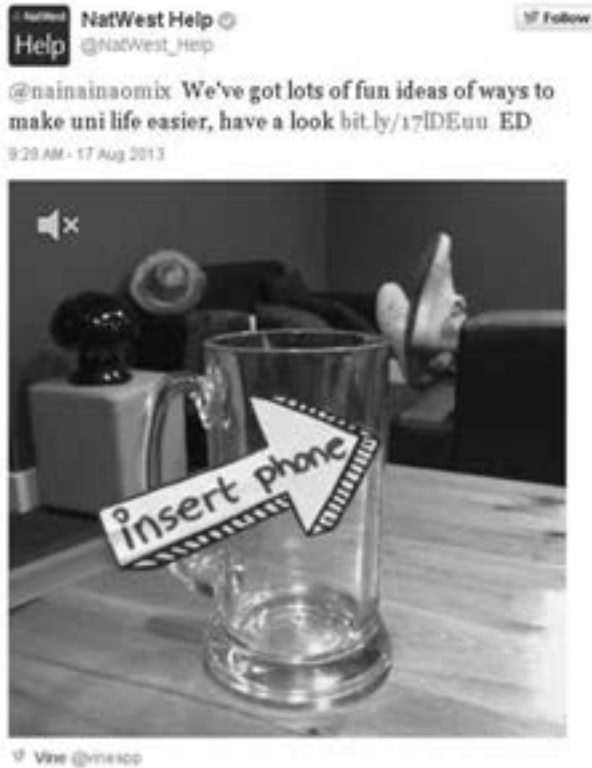 NatWest Help
@NatWest_Help
Follow
NatWest
Help
@nainainaomix We've got lots of fun ideas of ways to
make uni life easier, have a look bit.ly/17lDEuu ED
9:28 AM - 17 Aug 2013
insert phone
Vine @vineapp